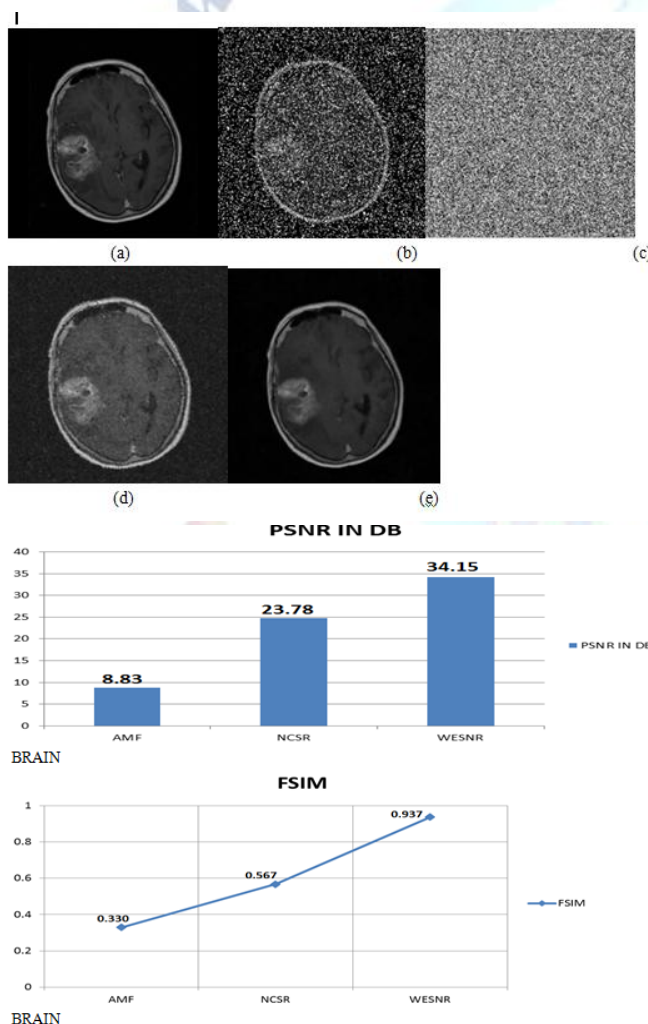 (a) (b) (c)
(d) (e)
PSNR IN DB
40
35
30
25
20
15
10
5
0
8.83
23.78
34.15
AMF NCSR WESNR
PSNR IN DB
BRAIN
FSIM
1
0.8
0.6
0.4
0.2
0
0.330
0.567
0.937
AMF NCSR WESNR
FSIM
BRAIN